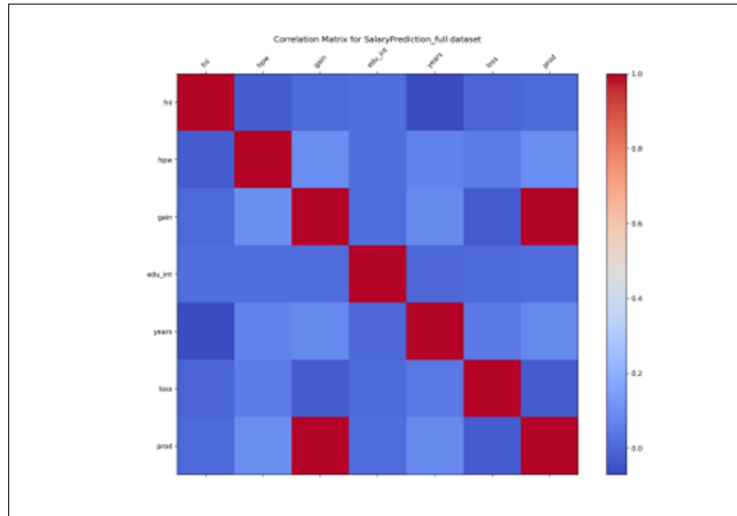 Correlation Matrix for SalaryPrediction_full dataset
fnl hpw gain edu_int years loss prod
1.0
fnl
0.8
hpw
gain
0.6
edu_int
0.4
years
0.2
loss
prod
0.0